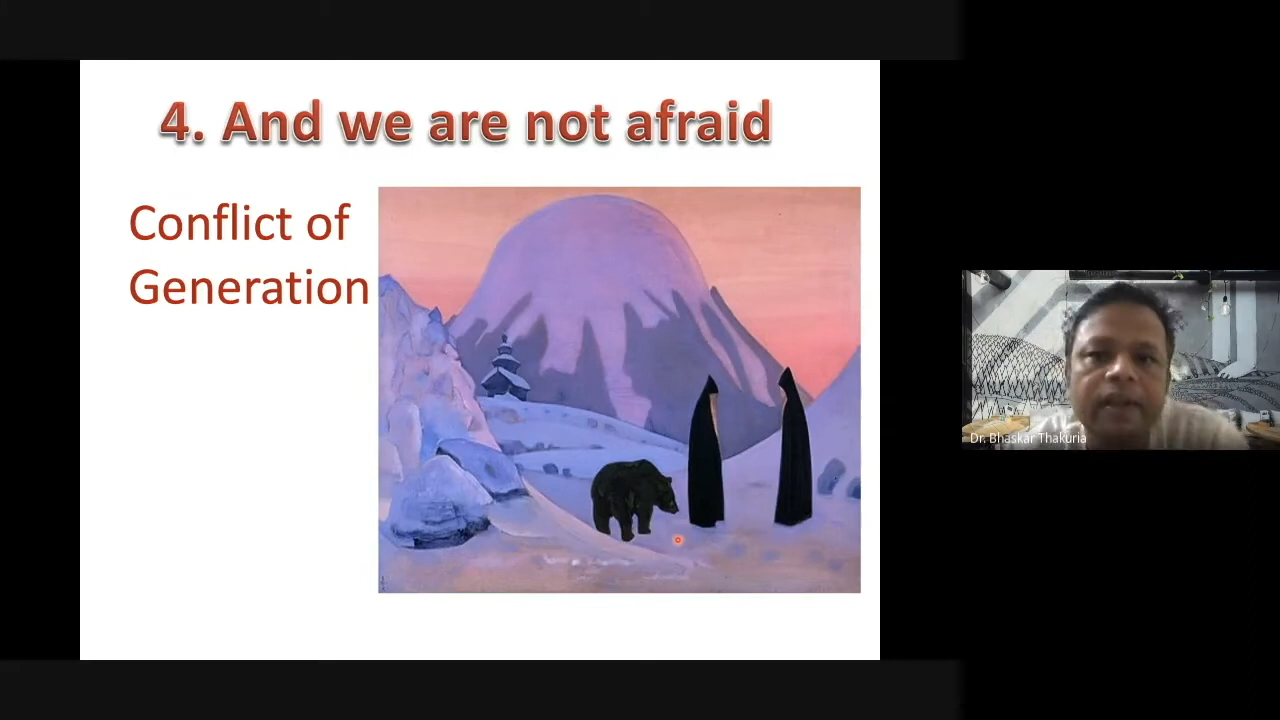 4. And we are not afraid
Conflict of
Generation
Dr. Bhaskar Thakuria